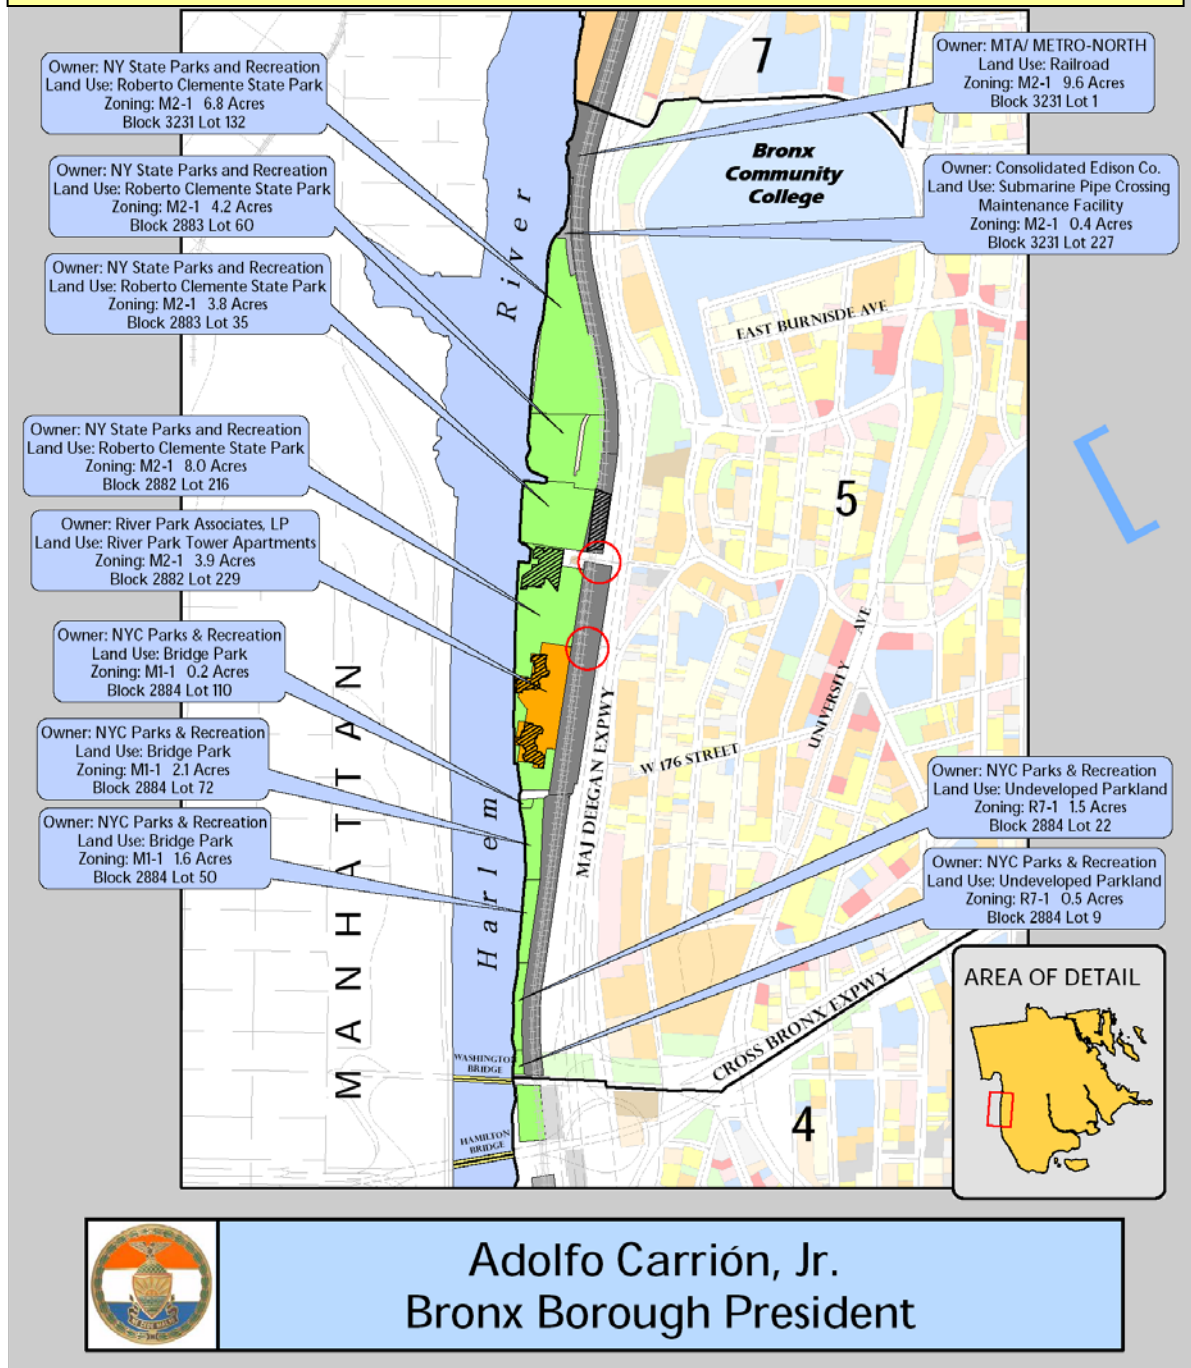 Owner: NY State Parks and Recreation
Land Use: Roberto Clemente State Park
Zoning: M2-1 6.8 Acres
Block 3231 Lot 132
Owner: NY State Parks and Recreation
Land Use: Roberto Clemente State Park
Zoning: M2-1 4.2 Acres
Block 2883 Lot 60
Owner: NY State Parks and Recreation
Land Use: Roberto Clemente State Park
Zoning: M2-1 3.8 Acres
Block 2883 Lot 35
Owner: NY State Parks and Recreation
Land Use: Roberto Clemente State Park
Zoning: M2-1 8.0 Acres
Block 2882 Lot 216
Owner: River Park Associates, LP
Land Use: River Park Tower Apartments
Zoning: M2-1 3.9 Acres
Block 2882 Lot 229
Owner: NYC Parks & Recreation
Land Use: Bridge Park
Zoning: M1-1 0.2 Acres
Block 2884 Lot 110
Owner: NYC Parks & Recreation
Land Use: Bridge Park
Zoning: M1-1 2.1 Acres
Block 2884 Lot 72
Owner: NYC Parks & Recreation
Land Use: Bridge Park
Zoning: M1-1 1.6 Acres
Block 2884 Lot 50
MANHATTAN
Harlem
River
7
Bronx
Community
College
EAST BURNISDE AVE
5
UNIVERSITY AVE
W 176 STREET
MAJ DEEGAN EXPWY
CROSS BRONX EXPWY
WASHINGTON
BRIDGE
HAMILTON
BRIDGE
4
Owner: MTA/ METRO-NORTH
Land Use: Railroad
Zoning: M2-1 9.6 Acres
Block 3231 Lot 1
Owner: Consolidated Edison Co.
Land Use: Submarine Pipe Crossing
Maintenance Facility
Zoning: M2-1 0.4 Acres
Block 3231 Lot 227
Owner: NYC Parks & Recreation
Land Use: Undeveloped Parkland
Zoning: R7-1 1.5 Acres
Block 2884 Lot 22
Owner: NYC Parks & Recreation
Land Use: Undeveloped Parkland
Zoning: R7-1 0.5 Acres
Block 2884 Lot 9
AREA OF DETAIL
Adolfo Carrión, Jr.
Bronx Borough President